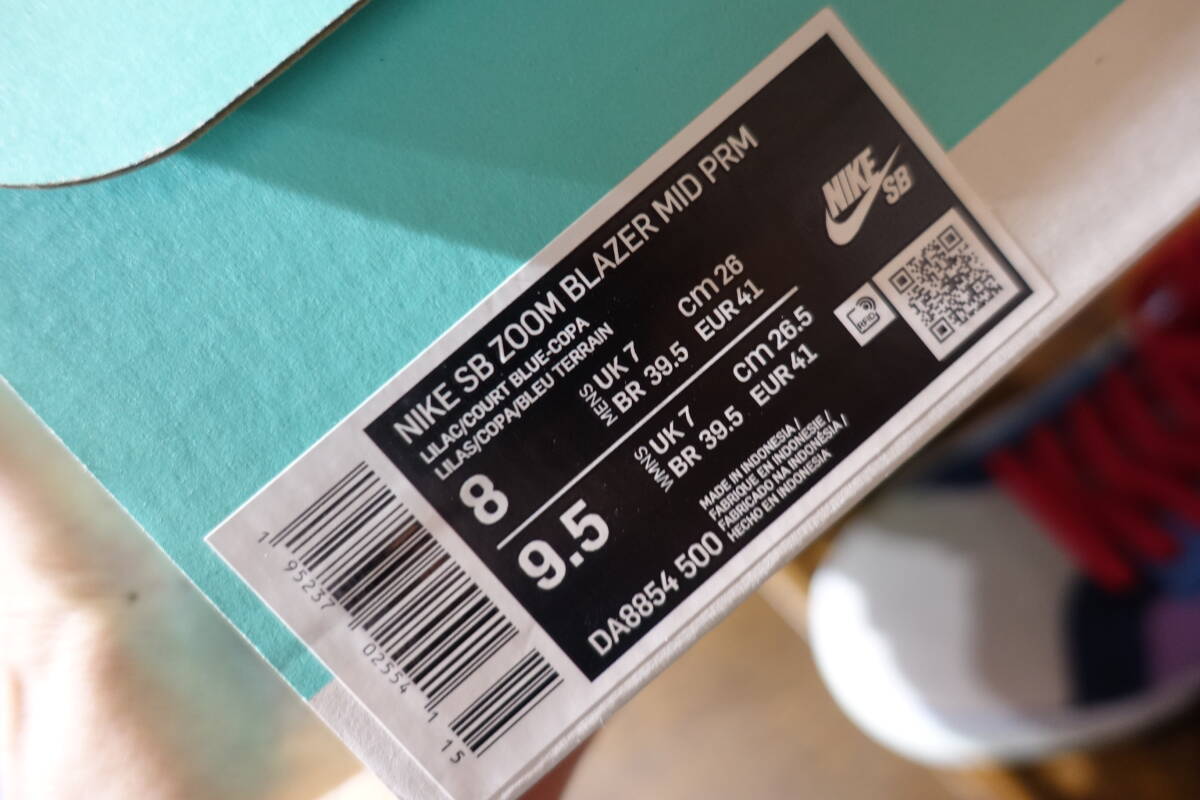 NIKE SB ZOOM BLAZER MID PRM
LILAC/COURT BLUE-COPA
LILAS/COPA/BLEU TERRAIN
NIKE
SB
8
MENS
UK 7
cm 26
BR 39.5
EUR 41
9.5
WMNS
UK 7
cm 26.5
BR 39.5
EUR 41
RFID
DA8854 500
MADE IN INDONESIA/
FABRIQUE EN INDONESIE/
FABRICADO NA INDONÉSIA/
HECHO EN INDONESIA
1 95237 02554 1 15